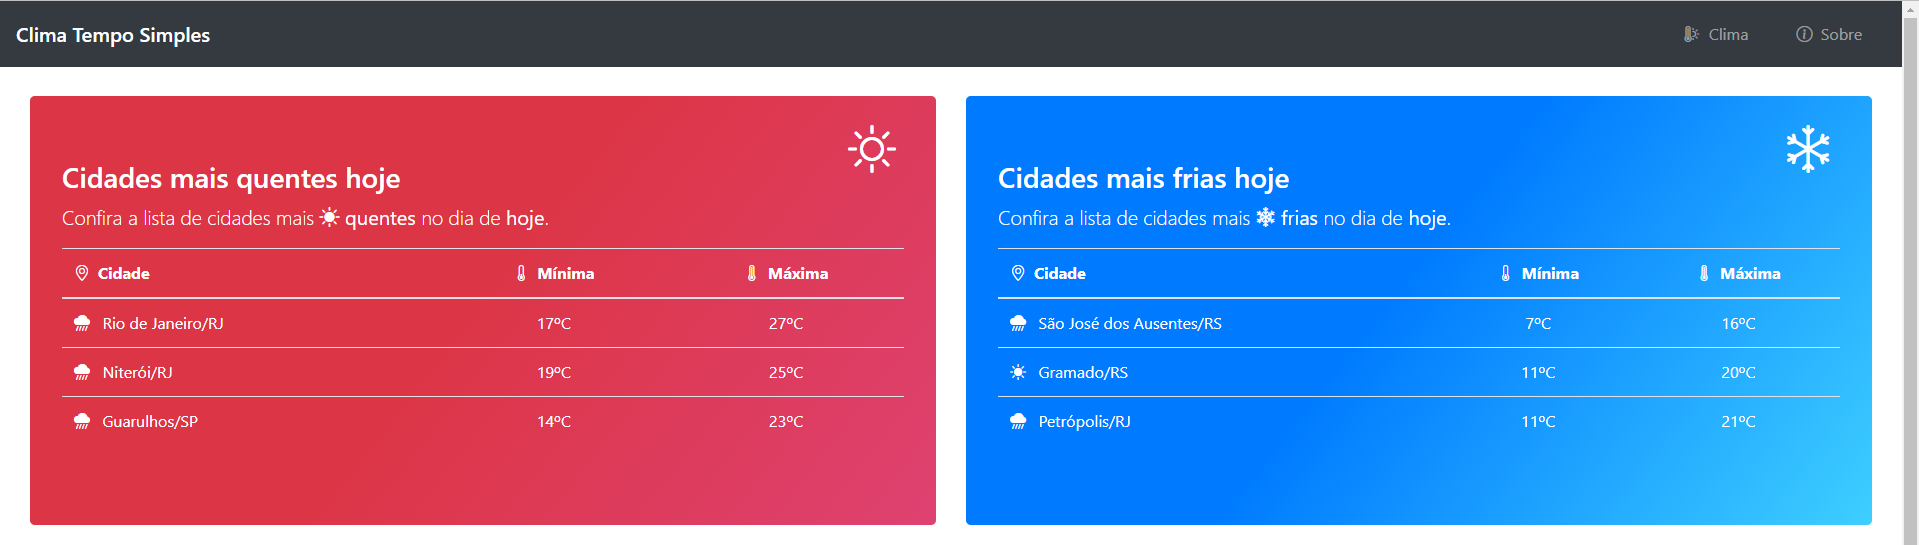 Clima Tempo Simples
Clima
Sobre
Cidades mais quentes hoje
Confira a lista de cidades mais quentes no dia de hoje.
Cidade Mínima Máxima
Rio de Janeiro/RJ 17ºC 27ºC
Niterói/RJ 19ºC 25ºC
Guarulhos/SP 14ºC 23ºC
Cidades mais frias hoje
Confira a lista de cidades mais frias no dia de hoje.
Cidade Mínima Máxima
São José dos Ausentes/RS 7ºC 16ºC
Gramado/RS 11ºC 20ºC
Petrópolis/RJ 11ºC 21ºC